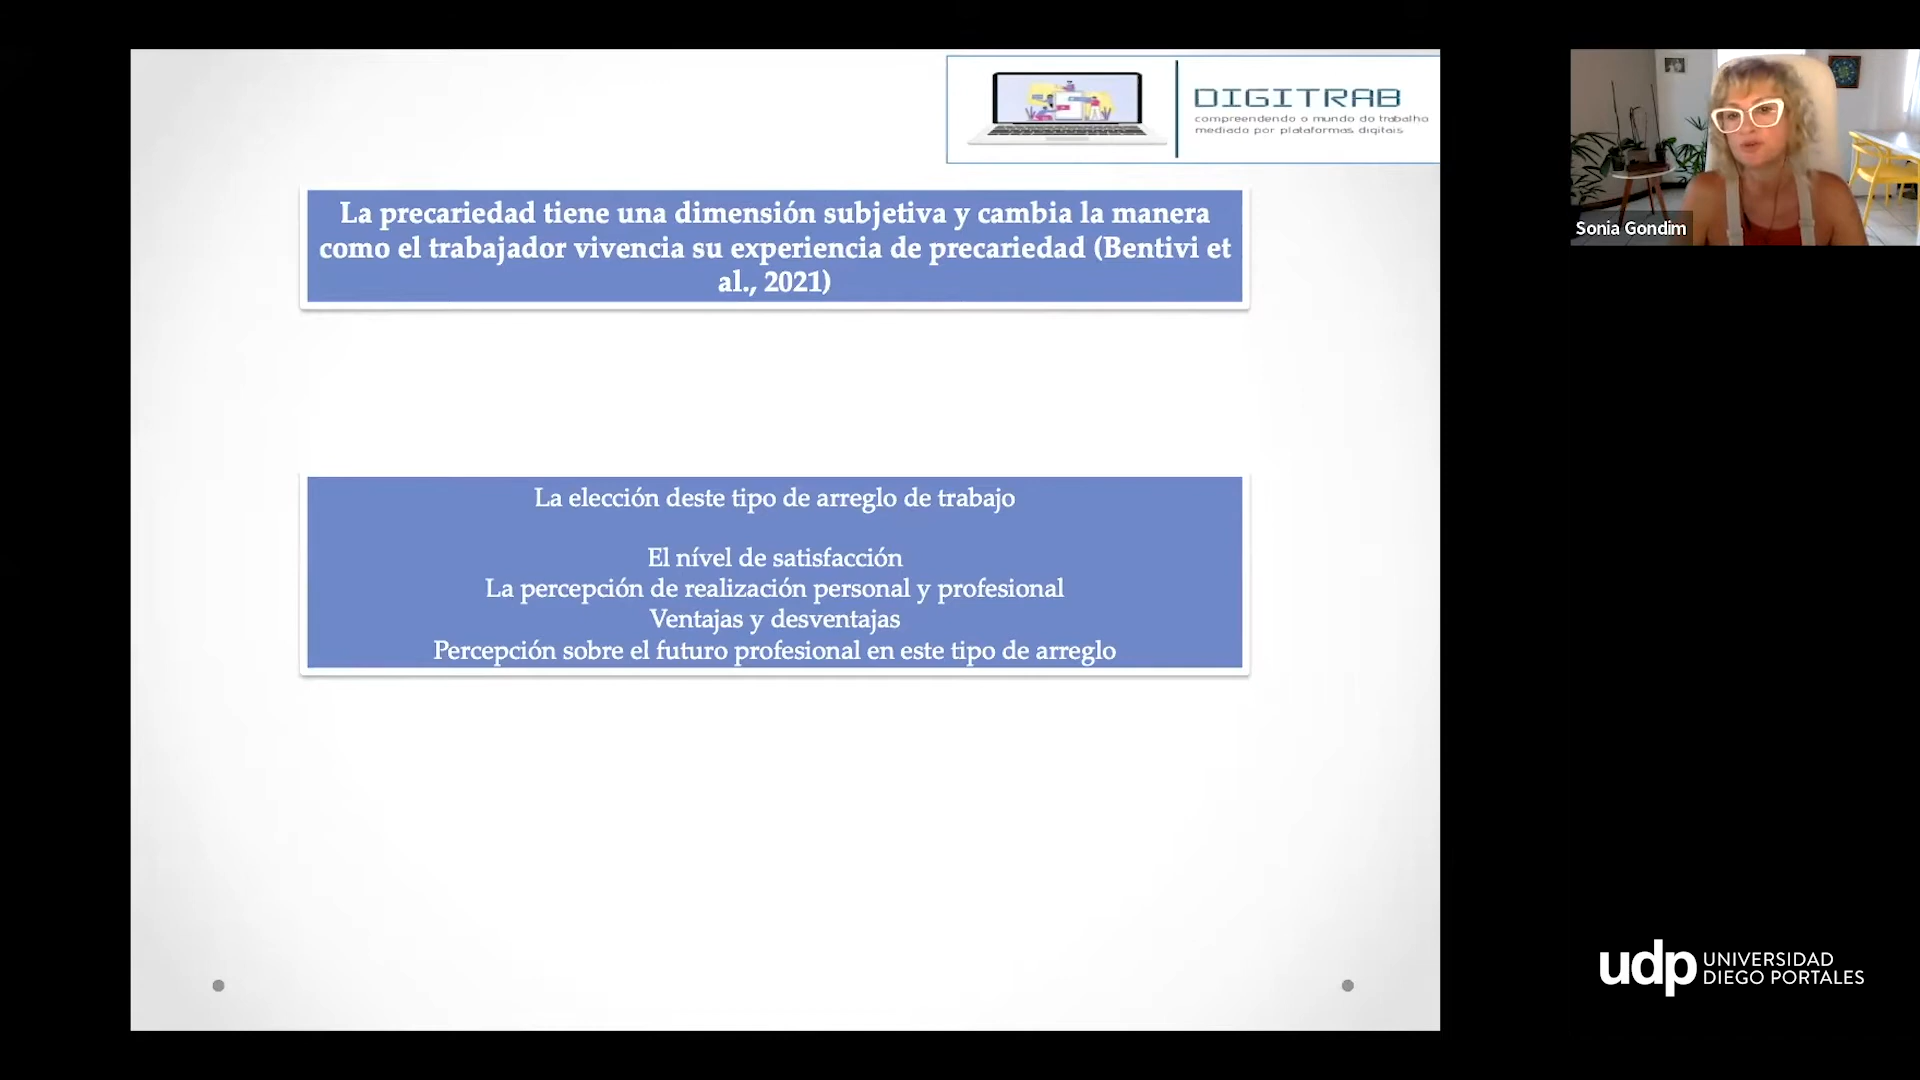 DIGITRAB
compreendendo o mundo do trabalho
mediada por plataformas digitais
La precariedad tiene una dimensión subjetiva y cambia la manera
como el trabajador vivencia su experiencia de precariedad (Bentivi et
al., 2021)
La elección deste tipo de arreglo de trabajo
El nível de satisfacción
La percepción de realización personal y profesional
Ventajas y desventajas
Percepción sobre el futuro profesional en este tipo de arreglo
Sonia Gondim
udp UNIVERSIDAD
DIEGO PORTALES